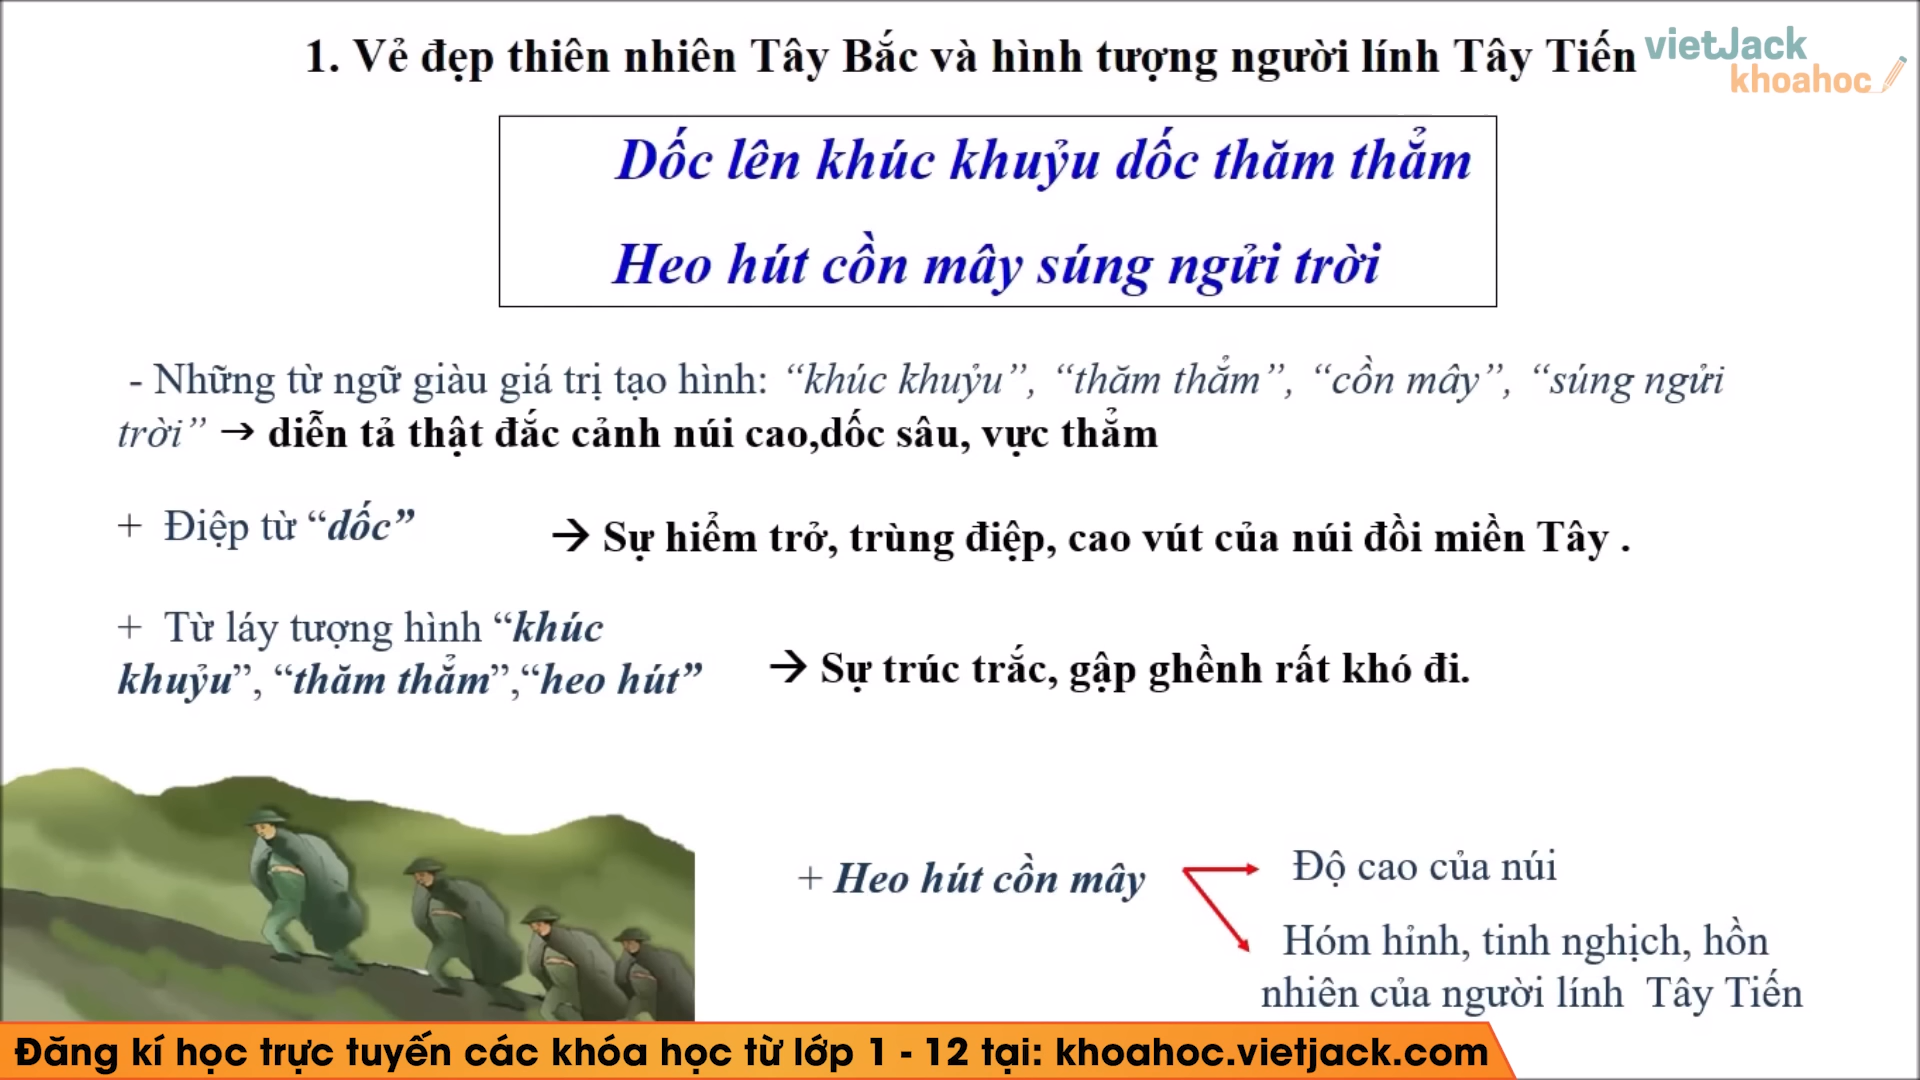 1. Vẻ đẹp thiên nhiên Tây Bắc và hình tượng người lính Tây Tiến
vietJack
khoahoc
Dốc lên khúc khuỷu dốc thăm thẳm
Heo hút cồn mây súng ngửi trời
- Những từ ngữ giàu giá trị tạo hình: “khúc khuỷu”, “thăm thẳm”, “cồn mây”, “súng ngửi
trời” → diễn tả thật đắc cảnh núi cao,dốc sâu, vực thẳm
+ Điệp từ “dốc”
→ Sự hiểm trở, trùng điệp, cao vút của núi đồi miền Tây .
+ Từ láy tượng hình “khúc
khuỷu”, “thăm thẳm”,“heo hút”
→ Sự trúc trắc, gập ghềnh rất khó đi.
+ Heo hút cồn mây
Độ cao của núi
Hóm hỉnh, tinh nghịch, hồn
nhiên của người lính Tây Tiến
Đăng kí học trực tuyến các khóa học từ lớp 1 - 12 tại: khoahoc.vietjack.com